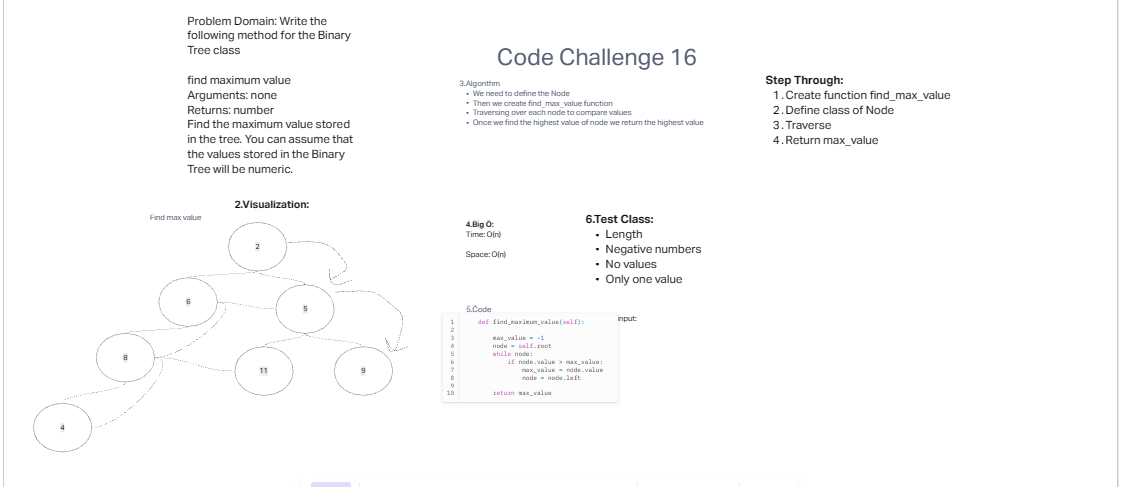 Problem Domain: Write the
following method for the Binary
Tree class
find maximum value
Arguments: none
Returns: number
Find the maximum value stored
in the tree. You can assume that
the values stored in the Binary
Tree will be numeric.
Code Challenge 16
3.Algorithm
• We need to define the Node
• Then we create find_max_value function
• Traversing over each node to compare values
• Once we find the highest value of node we return the highest value
Step Through:
1. Create function find_max_value
2. Define class of Node
3. Traverse
4. Return max_value
2.Visualization:
Find max value
2
6
5
8
11
9
4
4.Big O:
Time: O(n)
Space: O(n)
6.Test Class:
• Length
• Negative numbers
• No values
• Only one value
5.Code
input:
1 def find_maximum_value(self):
2
3 max_value = -1
4 node = self.root
5 while node:
6 if node.value > max_value:
7 max_value = node.value
8 node = node.left
9
10 return max_value